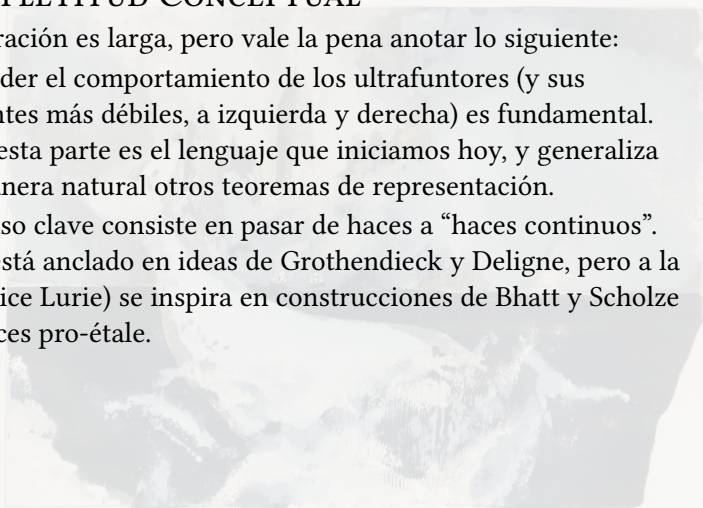 PLETITUD CONCEPTUAL
ración es larga, pero vale la pena anotar lo siguiente:
der el comportamiento de los ultrafuntores (y sus
ntes más débiles, a izquierda y derecha) es fundamental.
esta parte es el lenguaje que iniciamos hoy, y generaliza
nera natural otros teoremas de representación.
so clave consiste en pasar de haces a “haces continuos”.
está anclado en ideas de Grothendieck y Deligne, pero a la
ice Lurie) se inspira en construcciones de Bhatt y Scholze
ces pro-étale.